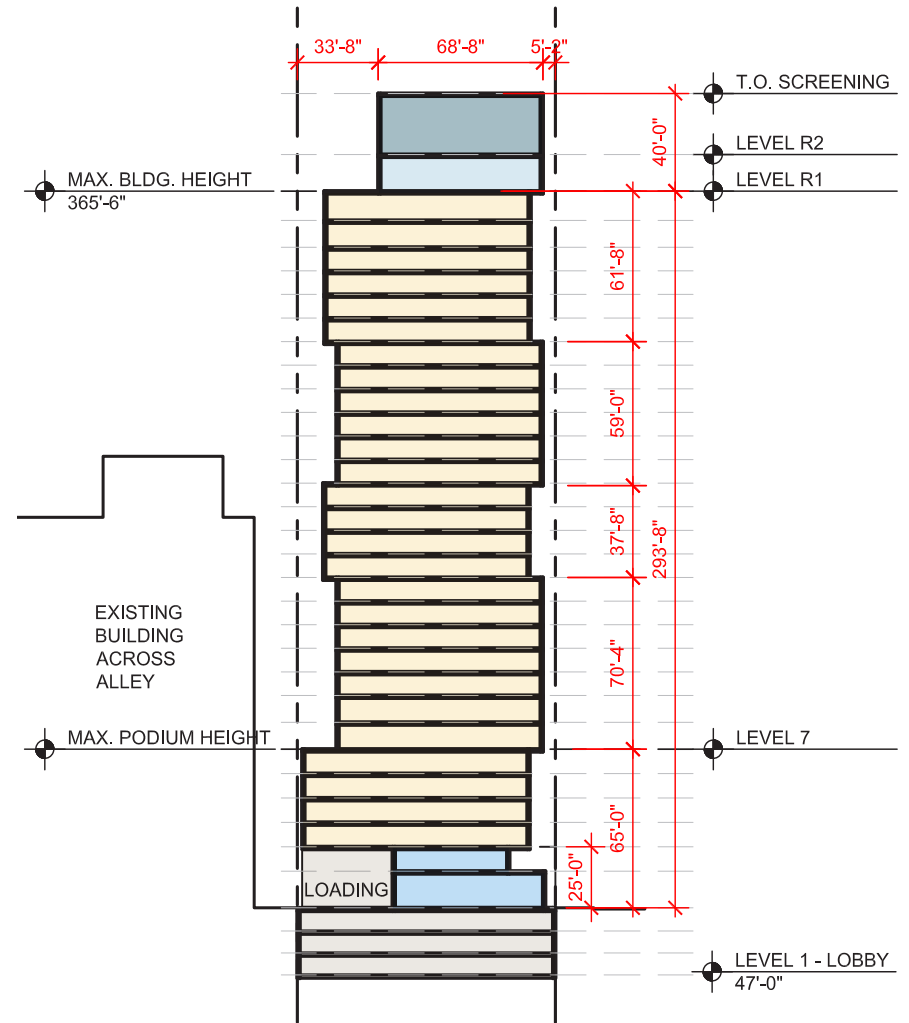 33'-8"
68'-8"
5'-2"
T.O. SCREENING
40'-0"
LEVEL R2
MAX. BLDG. HEIGHT
365'-6"
LEVEL R1
61'-8"
59'-0"
37'-8"
293'-8"
EXISTING
BUILDING
ACROSS
ALLEY
70'-4"
MAX. PODIUM HEIGHT
LEVEL 7
65'-0"
25'-0"
LOADING
LEVEL 1 - LOBBY
47'-0"